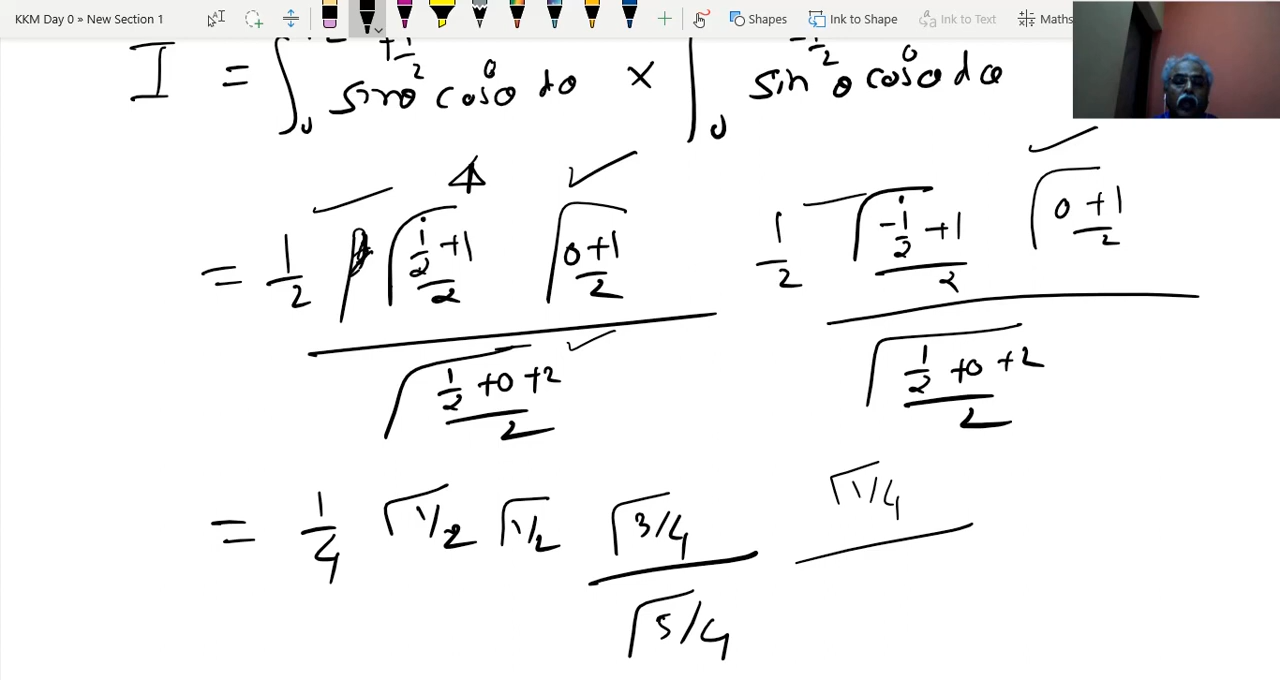 KKM Day 0 » New Section 1 Shapes Ink to Shape Ink to Text Maths
I = ∫₀ sin^{+1/2}θ cos⁰θ dθ × ∫₀ sin^{-1/2}θ cos⁰θ dθ
= 1/2 Γ((1/2+1)/2) Γ((0+1)/2) / Γ((1/2+0+2)/2) 1/2 Γ((-1/2+1)/2) Γ((0+1)/2) / Γ((1/2+0+2)/2)
= 1/4 Γ1/2 Γ1/2 Γ3/4 / Γ5/4 Γ1/4